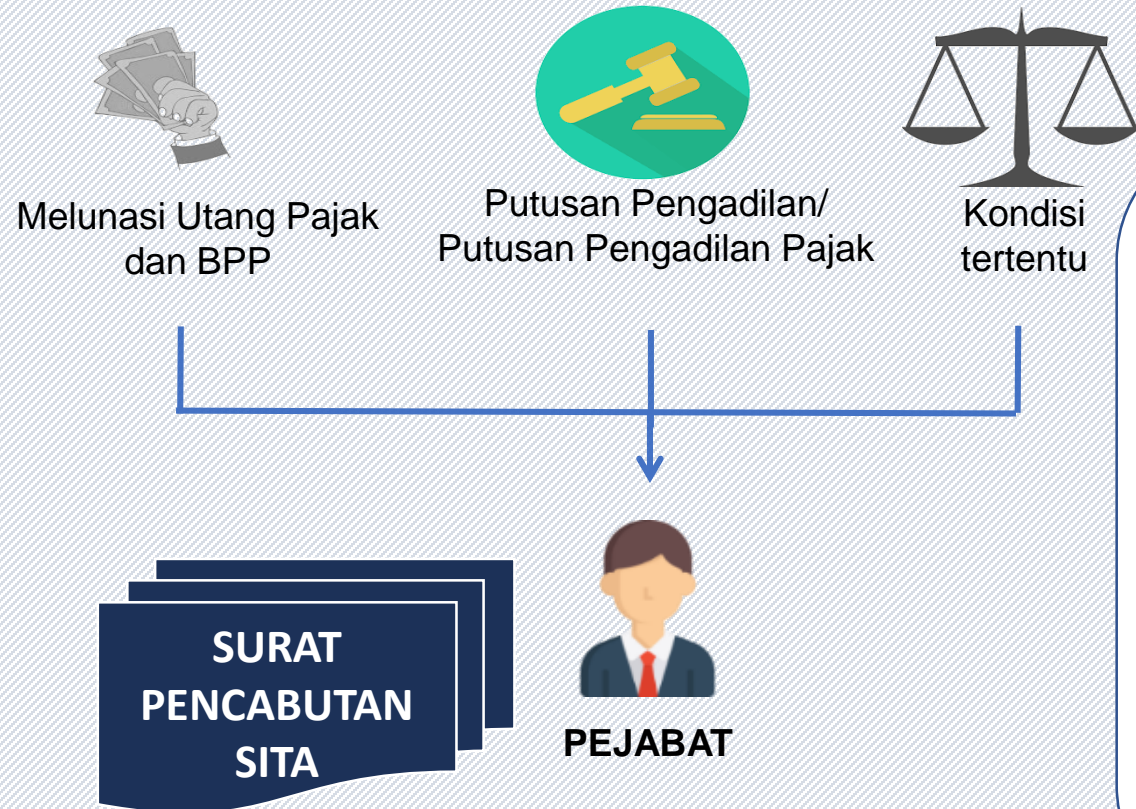 Melunasi Utang Pajak
dan BPP
Putusan Pengadilan/
Putusan Pengadilan Pajak
Kondisi
tertentu
SURAT
PENCABUTAN
SITA
PEJABAT